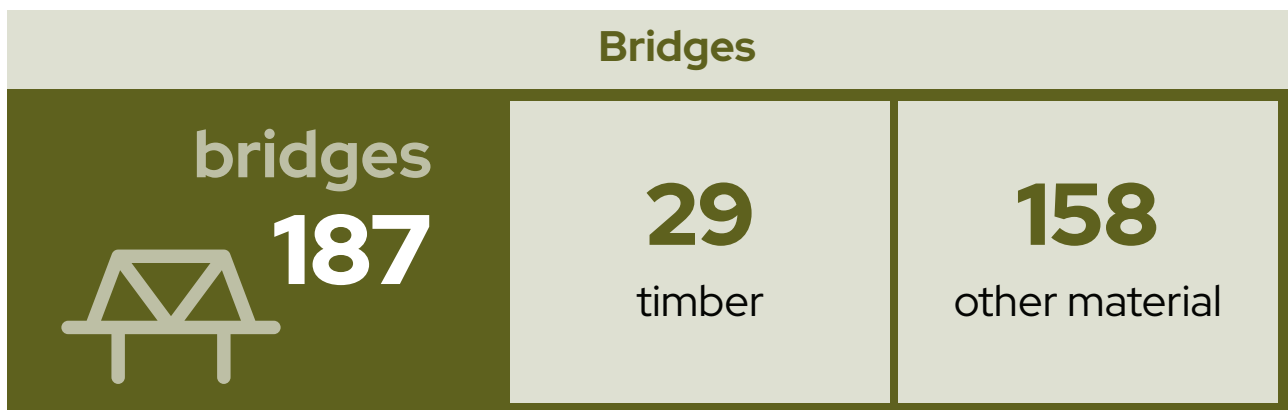 Bridges
bridges
187
29
timber
158
other material